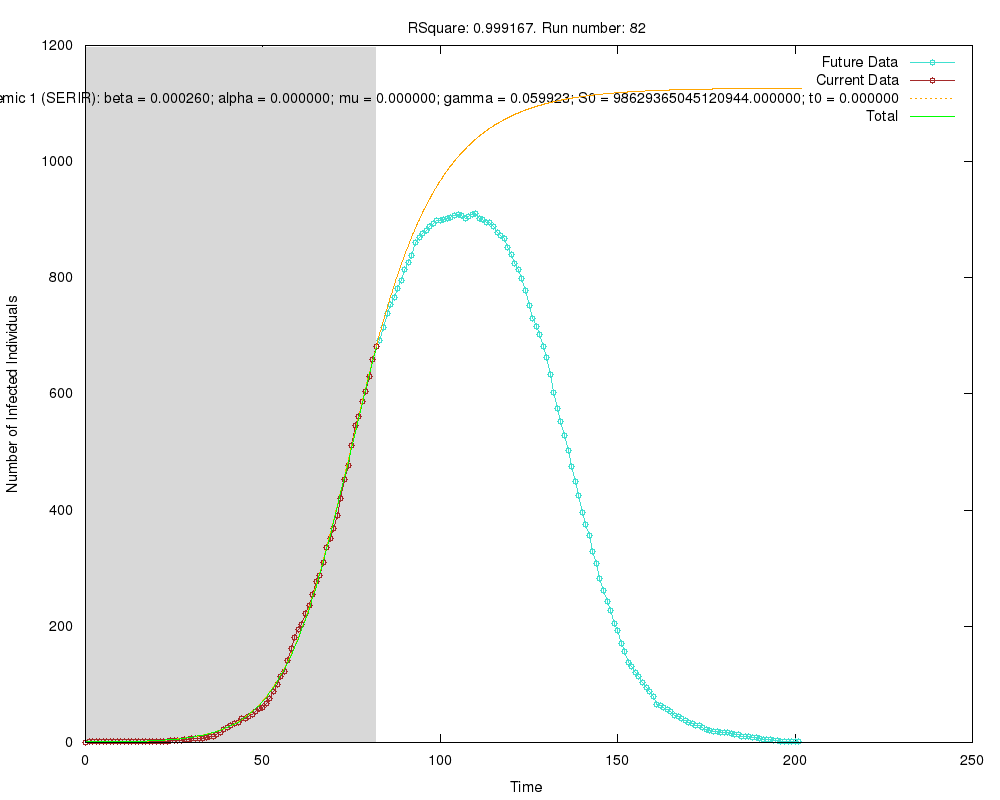 RSquare: 0.999167. Run number: 82
1200
1000
800
600
400
200
0
Number of Infected Individuals
Future Data
Current Data
emic 1 (SERIR): beta = 0.000260; alpha = 0.000000; mu = 0.000000; gamma = 0.059923; S0 = 98629365045120944.000000; t0 = 0.000000
Total
0
50
100
150
200
250
Time